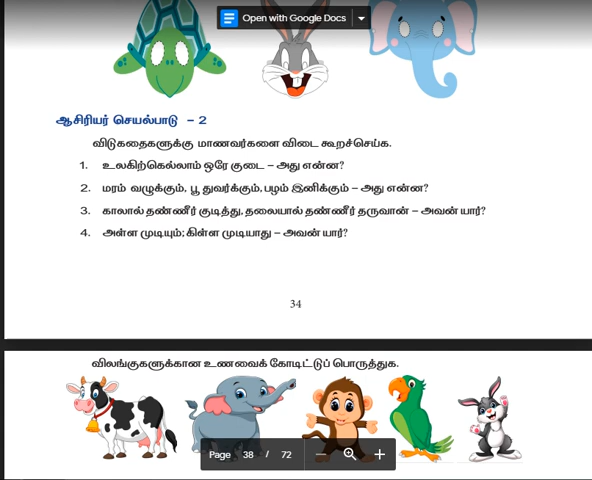 Open with Google Docs
ஆசிரியர் செயல்பாடு – 2
விடுகதைகளுக்கு மாணவர்களை விடை கூறச்செய்க.
1. உலகிற்கெல்லாம் ஒரே குடை – அது என்ன?
2. மரம் வழுக்கும், பூ துவர்க்கும், பழம் இனிக்கும் – அது என்ன?
3. காலால் தண்ணீர் குடித்து, தலையால் தண்ணீர் தருவான் – அவன் யார்?
4. அள்ள முடியும்; கிள்ள முடியாது – அவன் யார்?
34
விலங்குகளுக்கான உணவைக் கோடிட்டுப் பொருத்துக.
Page 38 / 72